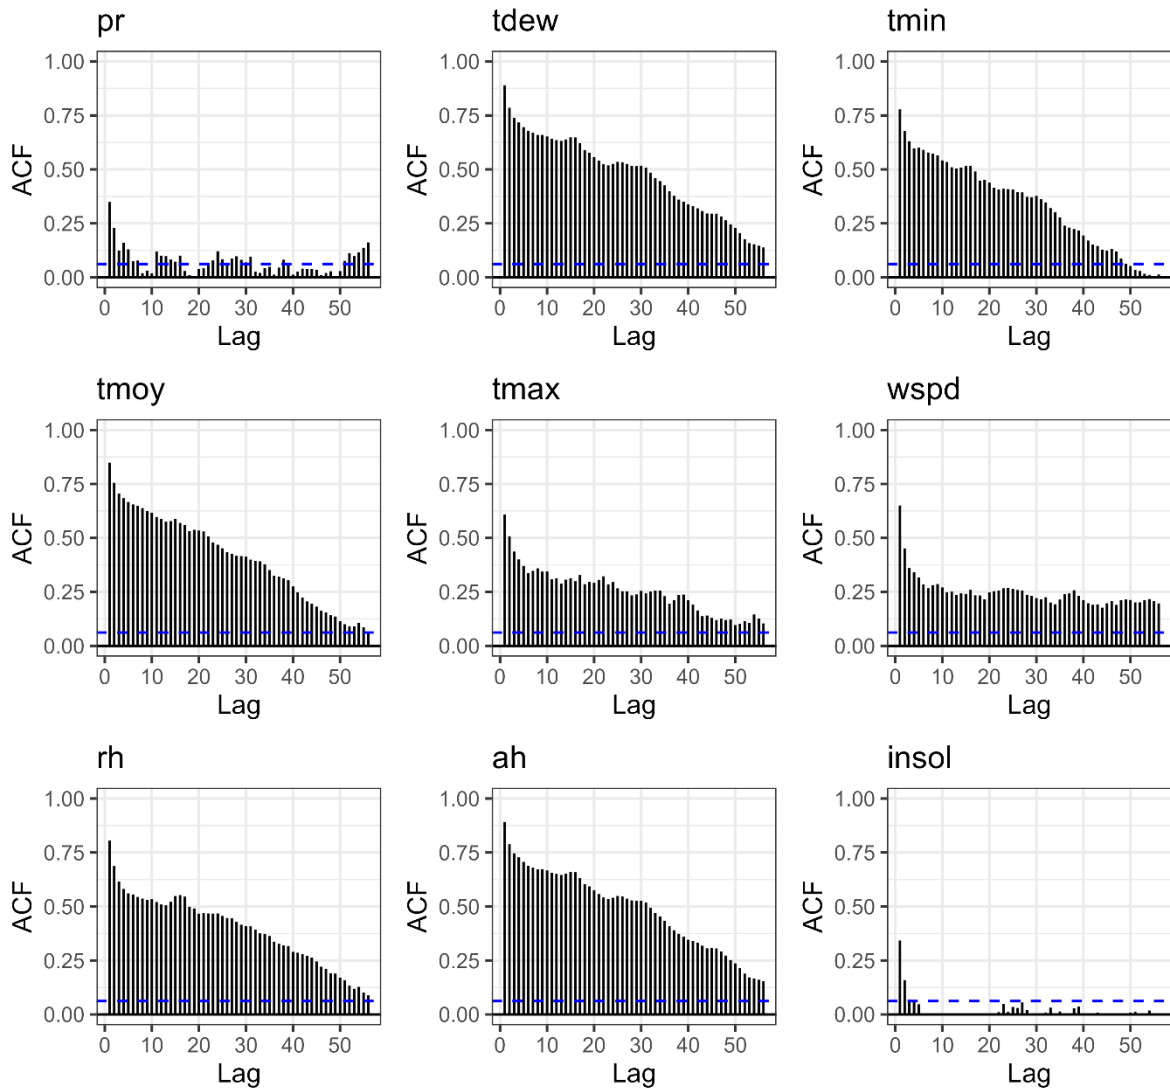 pr tdew tmin
1.00 1.00 1.00
0.75 0.75 0.75
ACF 0.50 ACF 0.50 ACF 0.50
0.25 0.25 0.25
0.00 0.00 0.00
0 10 20 30 40 50 0 10 20 30 40 50 0 10 20 30 40 50
Lag Lag Lag
tmoy tmax wspd
1.00 1.00 1.00
0.75 0.75 0.75
ACF 0.50 ACF 0.50 ACF 0.50
0.25 0.25 0.25
0.00 0.00 0.00
0 10 20 30 40 50 0 10 20 30 40 50 0 10 20 30 40 50
Lag Lag Lag
rh ah insol
1.00 1.00 1.00
0.75 0.75 0.75
ACF 0.50 ACF 0.50 ACF 0.50
0.25 0.25 0.25
0.00 0.00 0.00
0 10 20 30 40 50 0 10 20 30 40 50 0 10 20 30 40 50
Lag Lag Lag